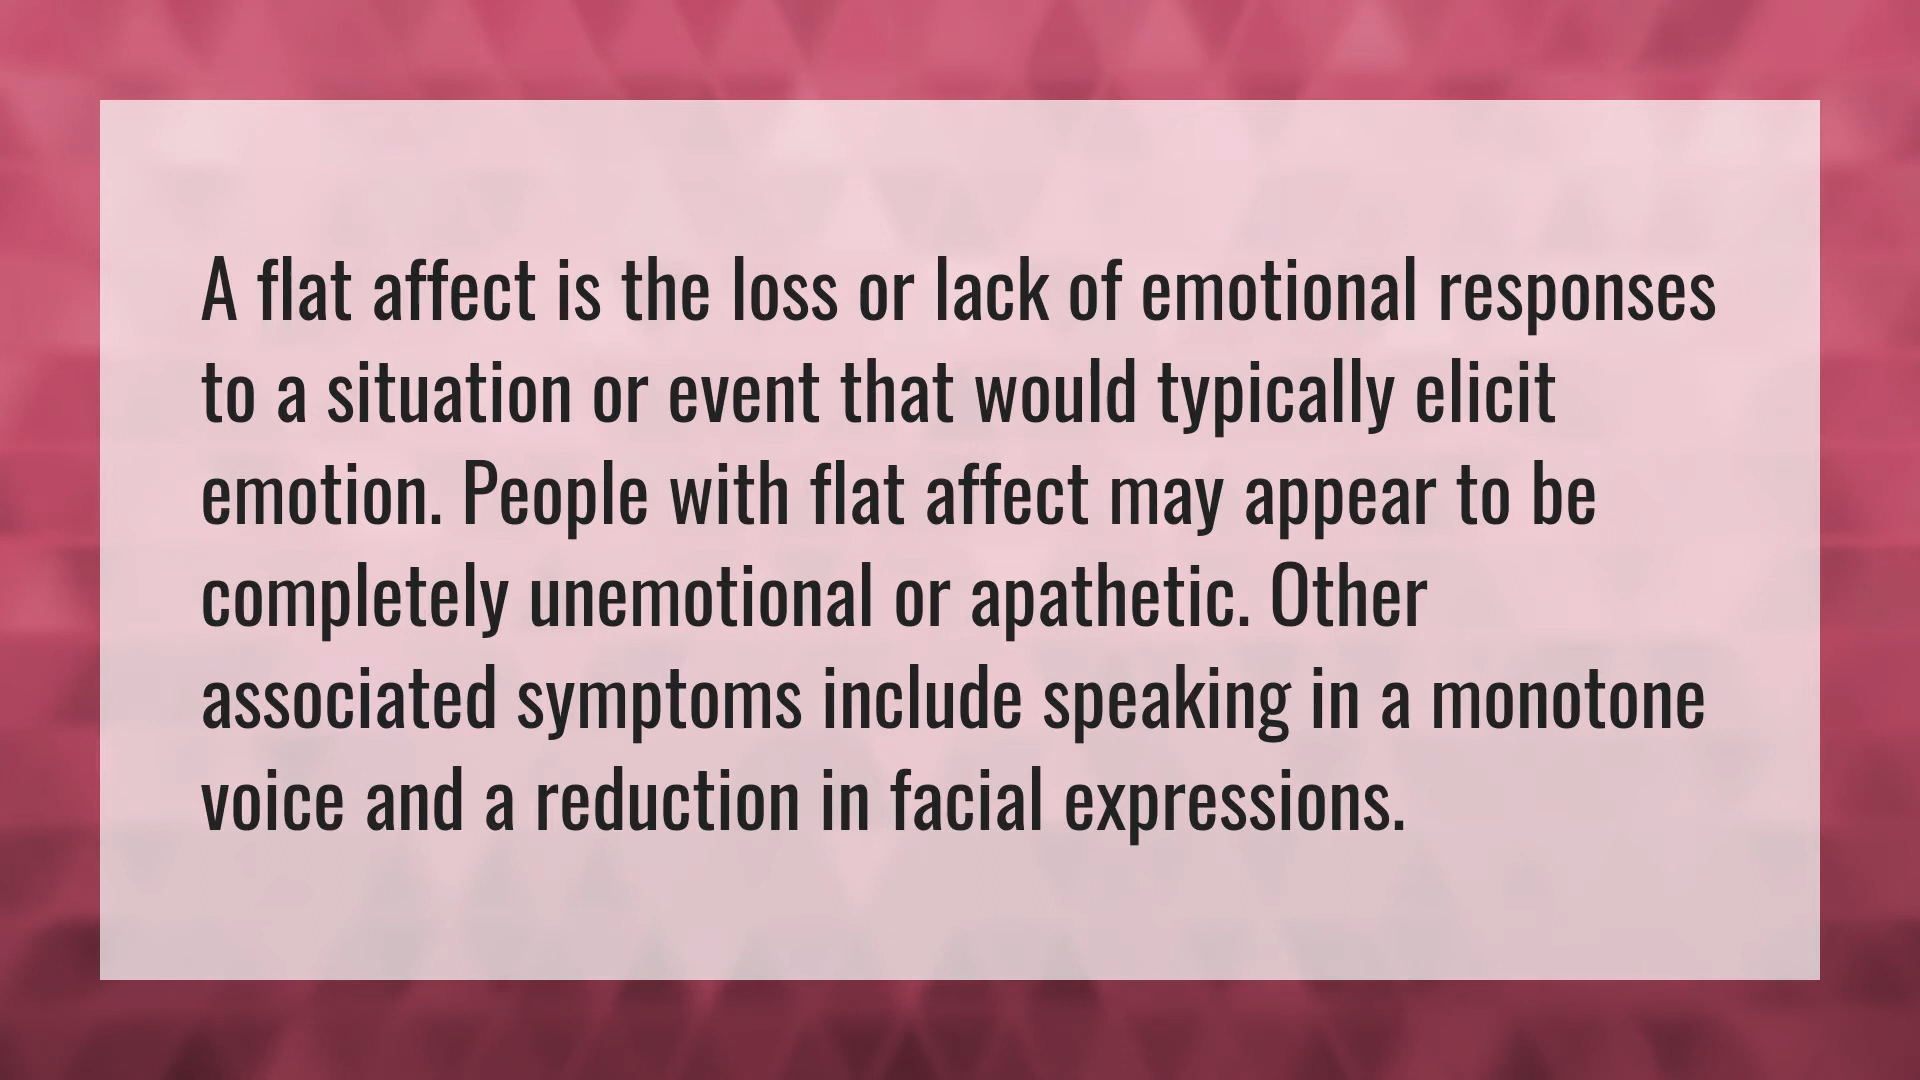 A flat affect is the loss or lack of emotional responses
to a situation or event that would typically elicit
emotion. People with flat affect may appear to be
completely unemotional or apathetic. Other
associated symptoms include speaking in a monotone
voice and a reduction in facial expressions.